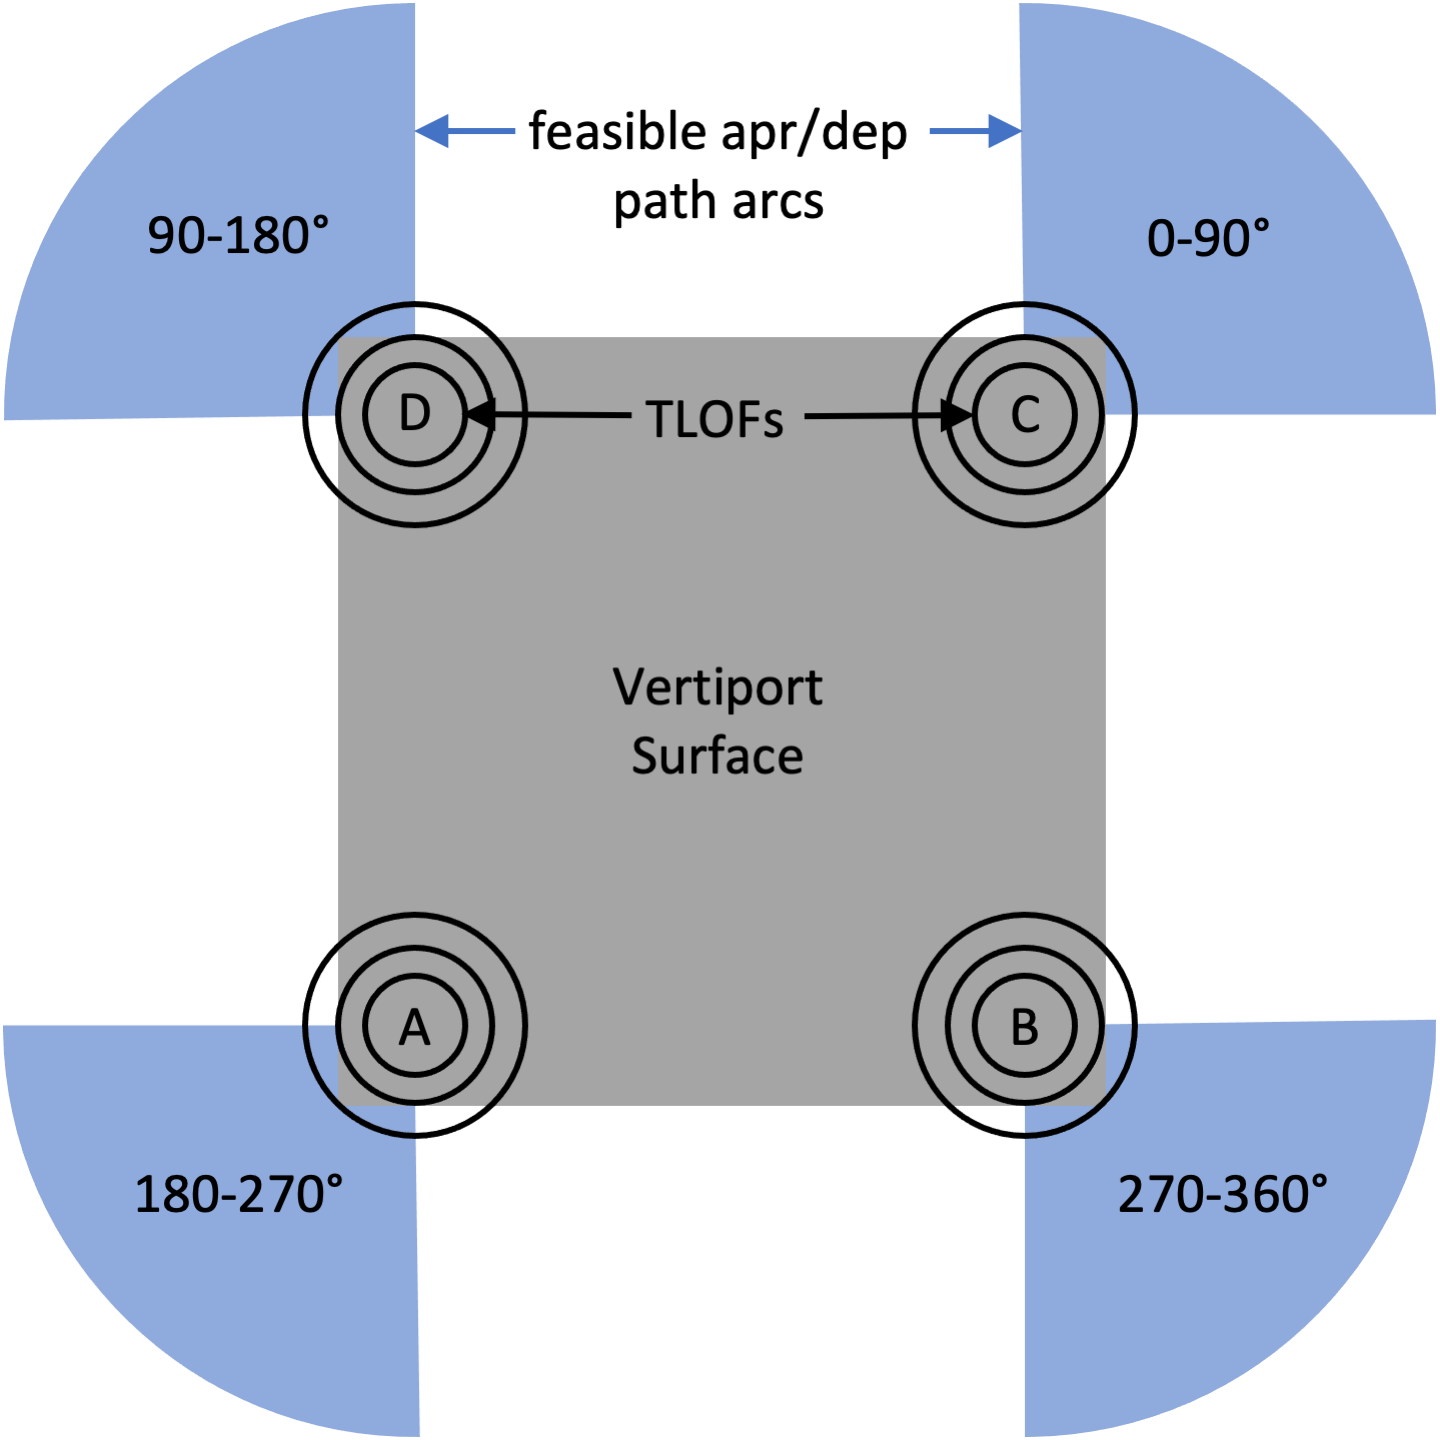 feasible apr/dep
path arcs
90-180°
0-90°
D
TLOFs
C
Vertiport
Surface
A
B
180-270°
270-360°